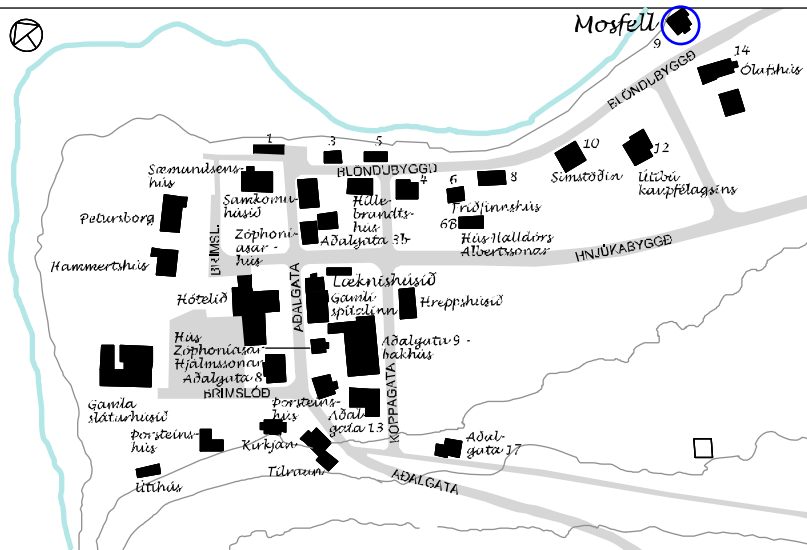 Mosfell
9
14
Ólafshús
BLÖNDUBYGGÐ
1
3
5
10
12
Sæmundsens-
hús
BLÖNDUBYGGÐ
Símstöðin
Útibú
kaupfélagsins
4
6
8
Samkomu-
húsið
Hille-
brandts-
hús
Friðfinnshús
Pétursborg
6B
Zóphoní-
asar-
hús
Aðalgata 3b
Hús Halldórs
Albertssonar
BRIMSL.
HNJÚKABYGGÐ
Hammertshús
AÐALGATA
Læknishúsið
Hótelið
Gamli
spítalinn
Hreppshúsið
Hús
Zóphoníasar
Hjálmssonar
Aðalgata 9 -
bakhús
Aðalgata 8
BRIMSLÓÐ
KOPPAGATA
Gamla
sláturhúsið
Þorsteins-
hús
Aðal-
gata 13
Þorsteins-
hús
Kirkjan
Aðal-
gata 17
Tilraun
Útihús
AÐALGATA